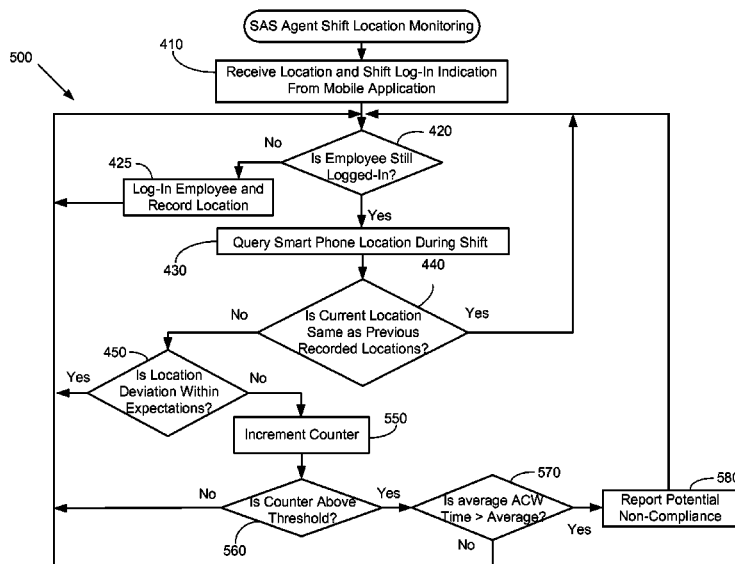 SAS Agent Shift Location Monitoring
500
410
Receive Location and Shift Log-In Indication
From Mobile Application
420
No
Is Employee Still
Logged-In?
425
Log-In Employee and
Record Location
Yes
Query Smart Phone Location During Shift
430
440
No
Is Current Location
Same as Previous
Recorded Locations?
Yes
450
Yes
Is Location
Deviation Within
Expectations?
No
Increment Counter
550
No
Is Counter Above
Threshold?
Yes
560
570
Is average ACW
Time > Average?
Yes
No
580
Report Potential
Non-Compliance